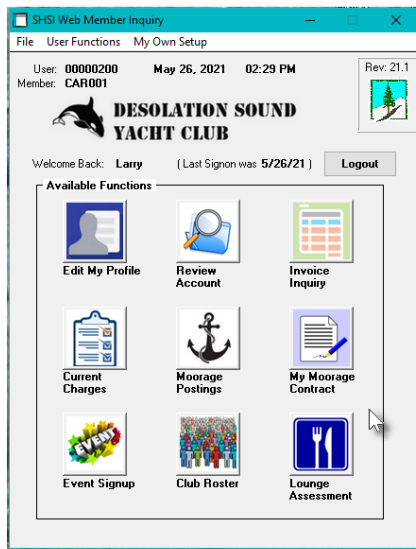 SHSI Web Member Inquiry
File User Functions My Own Setup
User: 00000200 May 26, 2021 02:29 PM Rev: 21.1
Member: CAR001
DESOLATION SOUND
YACHT CLUB
Welcome Back: Larry ( Last Signon was 5/26/21 ) Logout
Available Functions
Edit My Profile
Review
Account
Invoice
Inquiry
Current
Charges
Moorage
Postings
My Moorage
Contract
EVENT
Event Signup
Club Roster
Lounge
Assessment